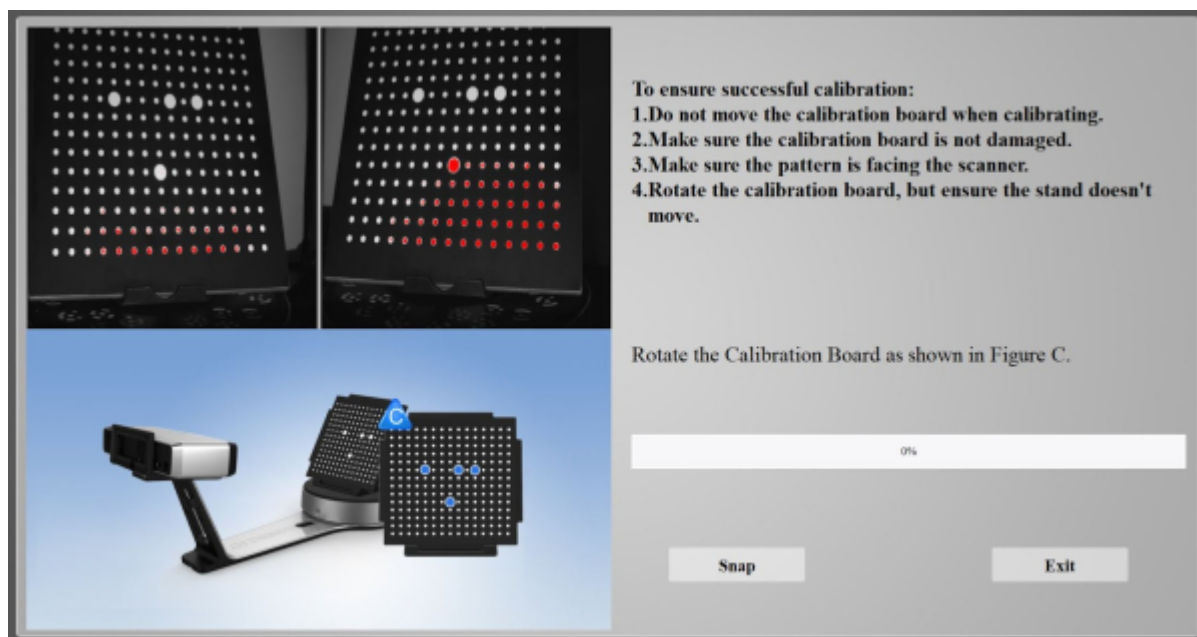 To ensure successful calibration:
1.Do not move the calibration board when calibrating.
2.Make sure the calibration board is not damaged.
3.Make sure the pattern is facing the scanner.
4.Rotate the calibration board, but ensure the stand doesn't
move.
Rotate the Calibration Board as shown in Figure C.
C
0%
Snap
Exit